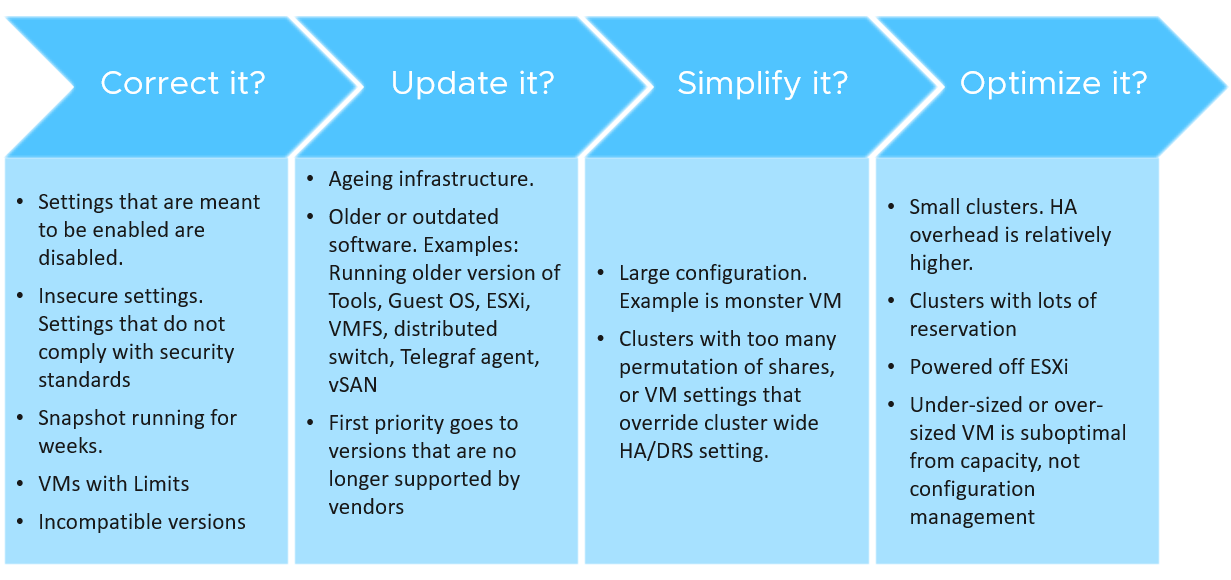 Correct it?
Update it?
Simplify it?
Optimize it?
• Settings that are meant
to be enabled are
disabled.
• Insecure settings.
Settings that do not
comply with security
standards
• Snapshot running for
weeks.
• VMs with Limits
• Incompatible versions
• Ageing infrastructure.
• Older or outdated
software. Examples:
Running older version of
Tools, Guest OS, ESXi,
VMFS, distributed
switch, Telegraf agent,
vSAN
• First priority goes to
versions that are no
longer supported by
vendors
• Large configuration.
Example is monster VM
• Clusters with too many
permutation of shares,
or VM settings that
override cluster wide
HA/DRS setting.
• Small clusters. HA
overhead is relatively
higher.
• Clusters with lots of
reservation
• Powered off ESXi
• Under-sized or over-
sized VM is suboptimal
from capacity, not
configuration
management